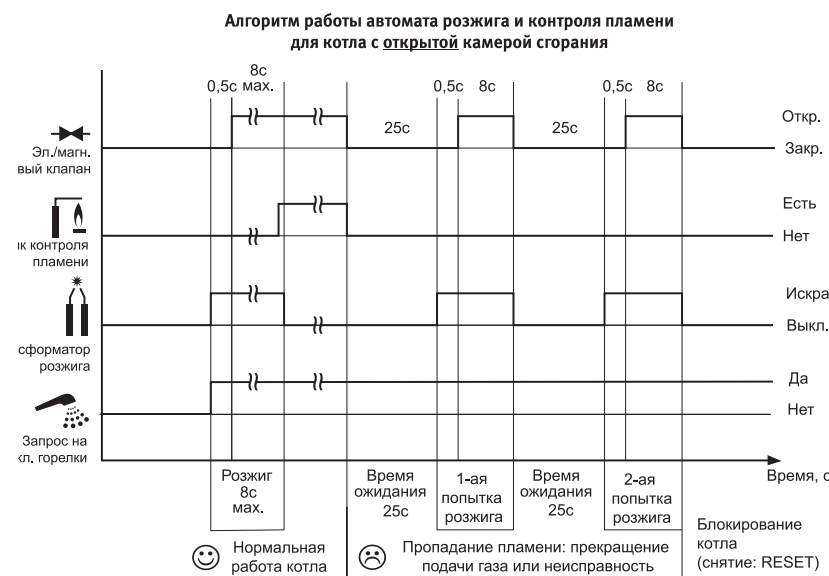 Алгоритм работы автомата розжига и контроля пламени
для котла с открытой камерой сгорания
8с
0,5с мах.
0,5с 8с
0,5с 8с
25с
25с
Откр.
Закр.
Эл./магн.
вый клапан
Есть
Нет
ик контроля
пламени
Искра
Выкл.
сформатор
розжига
Да
Нет
Запрос на
кл. горелки
Время, с
Розжиг
8с
мах.
Время
ожидания
25с
1-ая
попытка
розжига
Время
ожидания
25с
2-ая
попытка
розжига
Нормальная
работа котла
Пропадание пламени: прекращение
подачи газа или неисправность
Блокирование
котла
(снятие: RESET)